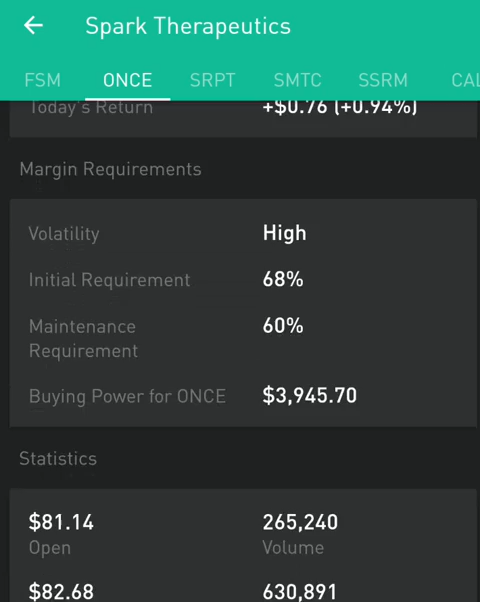 Spark Therapeutics
FSM ONCE SRPT SMTC SSRM CAL
Today's Return +$0.76 (+0.94%)
Margin Requirements
Volatility High
Initial Requirement 68%
Maintenance 60%
Requirement
Buying Power for ONCE $3,945.70
Statistics
$81.14 265,240
Open Volume
$82.68 630,891